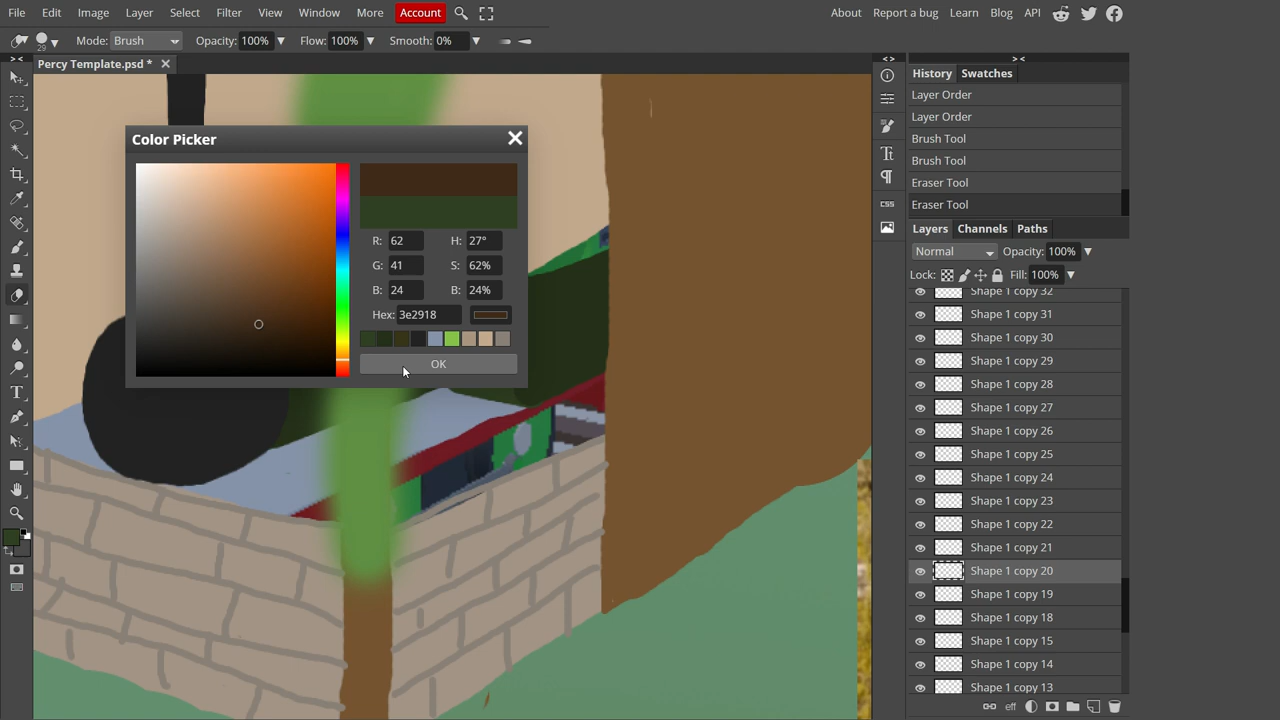 File Edit Image Layer Select Filter View Window More Account About Report a bug Learn Blog API
29 Mode: Brush Opacity: 100% Flow: 100% Smooth: 0%
Percy Template.psd *
Color Picker
R: 62 H: 27°
G: 41 S: 62%
B: 24 B: 24%
Hex: 3e2918
OK
CSS
History Swatches
Layer Order
Layer Order
Brush Tool
Brush Tool
Eraser Tool
Eraser Tool
Layers Channels Paths
Normal Opacity: 100%
Lock: Fill: 100%
Shape 1 copy 32
Shape 1 copy 31
Shape 1 copy 30
Shape 1 copy 29
Shape 1 copy 28
Shape 1 copy 27
Shape 1 copy 26
Shape 1 copy 25
Shape 1 copy 24
Shape 1 copy 23
Shape 1 copy 22
Shape 1 copy 21
Shape 1 copy 20
Shape 1 copy 19
Shape 1 copy 18
Shape 1 copy 15
Shape 1 copy 14
Shape 1 copy 13
eff